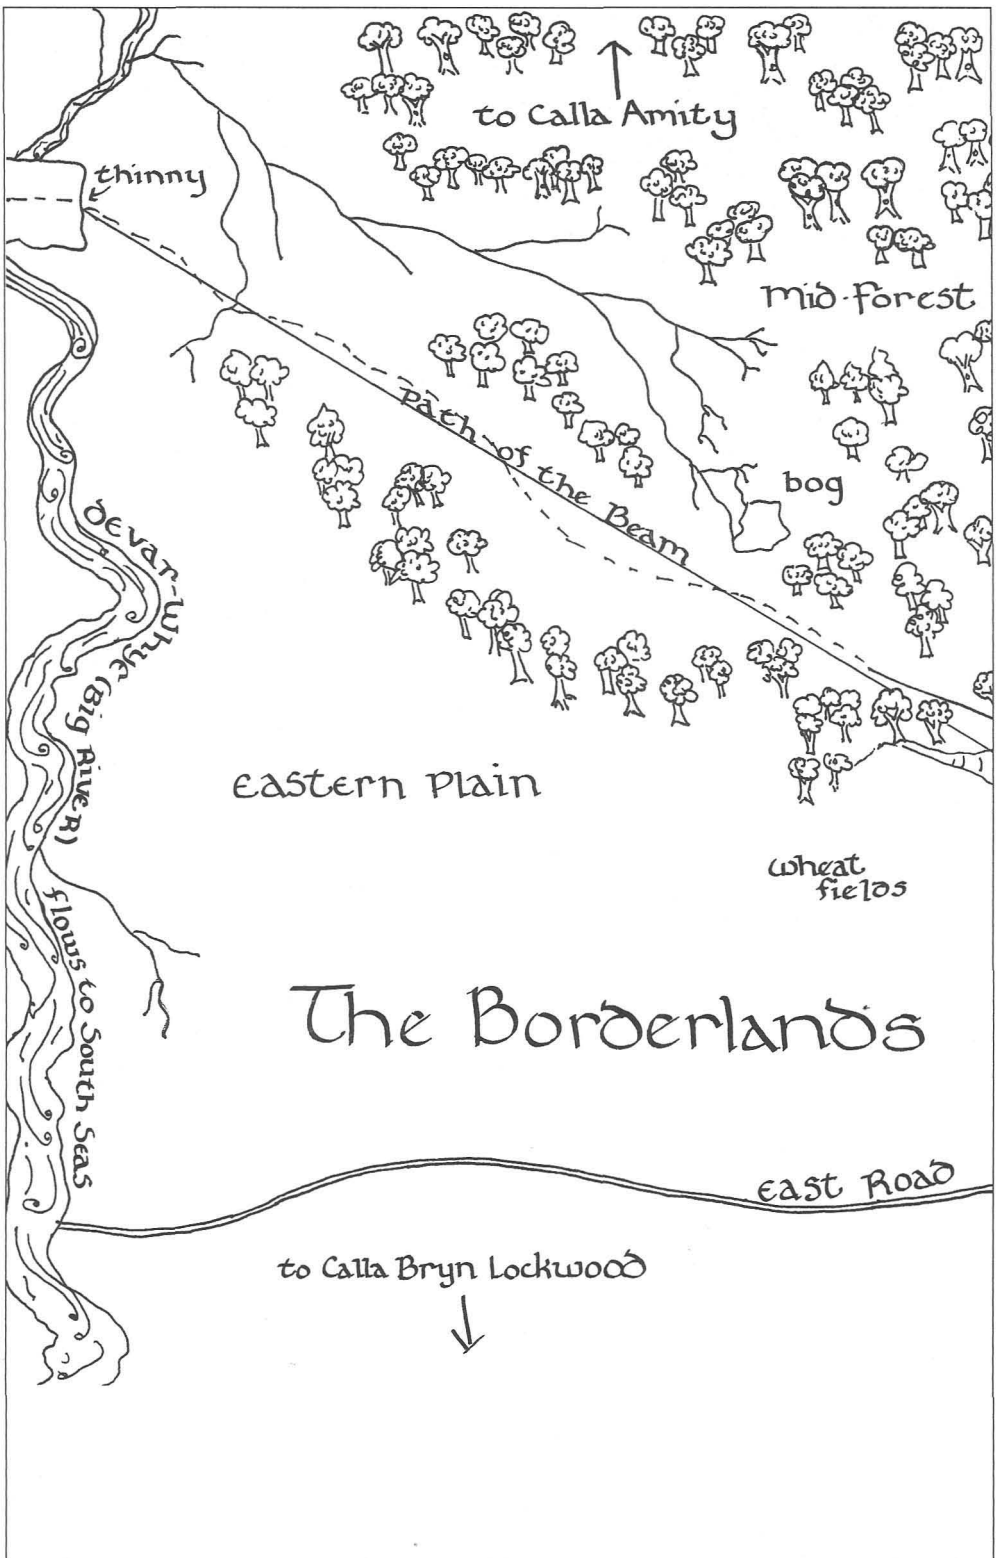 to Calla Amity
thinny
Mid-Forest
Path of the Beam
bog
Devar-Whye (Big River)
Eastern Plain
wheat
fields
flows to South Seas
The Borderlands
East Road
to Calla Bryn Lockwood